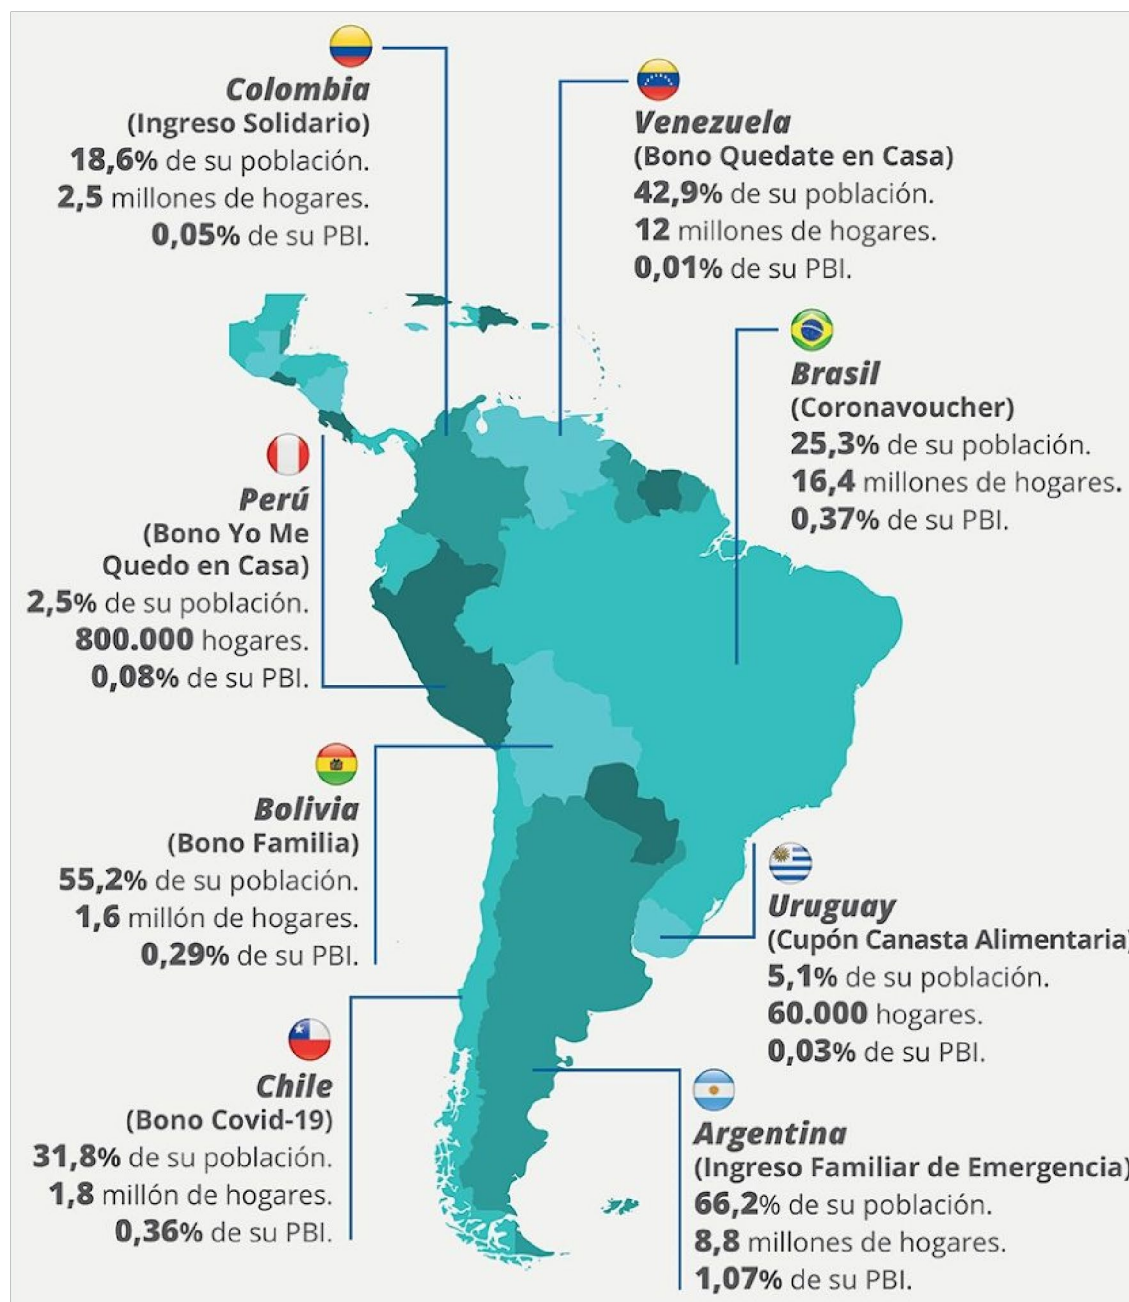 Colombia
(Ingreso Solidario)
18,6% de su población.
2,5 millones de hogares.
0,05% de su PBI.
Venezuela
(Bono Quedate en Casa)
42,9% de su población.
12 millones de hogares.
0,01% de su PBI.
Brasil
(Coronavoucher)
25,3% de su población.
16,4 millones de hogares.
0,37% de su PBI.
Perú
(Bono Yo Me
Quedo en Casa)
2,5% de su población.
800.000 hogares.
0,08% de su PBI.
Bolivia
(Bono Familia)
55,2% de su población.
1,6 millón de hogares.
0,29% de su PBI.
Uruguay
(Cupón Canasta Alimentaria)
5,1% de su población.
60.000 hogares.
0,03% de su PBI.
Chile
(Bono Covid-19)
31,8% de su población.
1,8 millón de hogares.
0,36% de su PBI.
Argentina
(Ingreso Familiar de Emergencia)
66,2% de su población.
8,8 millones de hogares.
1,07% de su PBI.